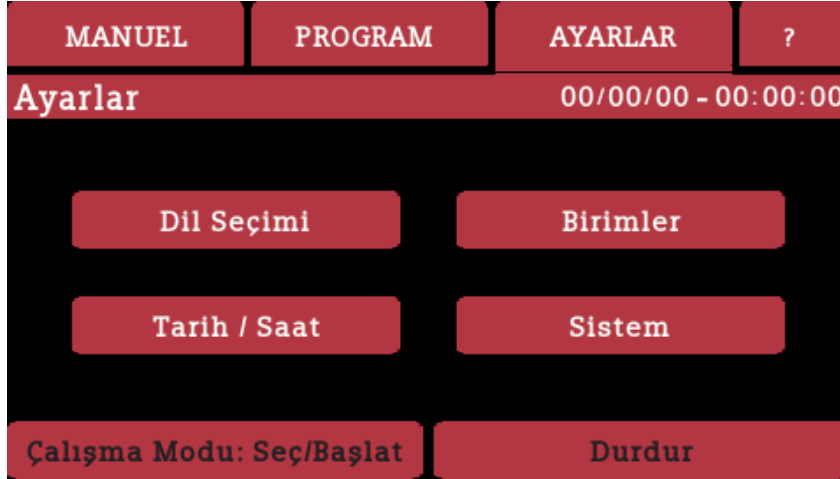 MANUEL PROGRAM AYARLAR ?
Ayarlar 00/00/00 - 00:00:00
Dil Seçimi Birimler
Tarih / Saat Sistem
Çalışma Modu: Seç/Başlat Durdur